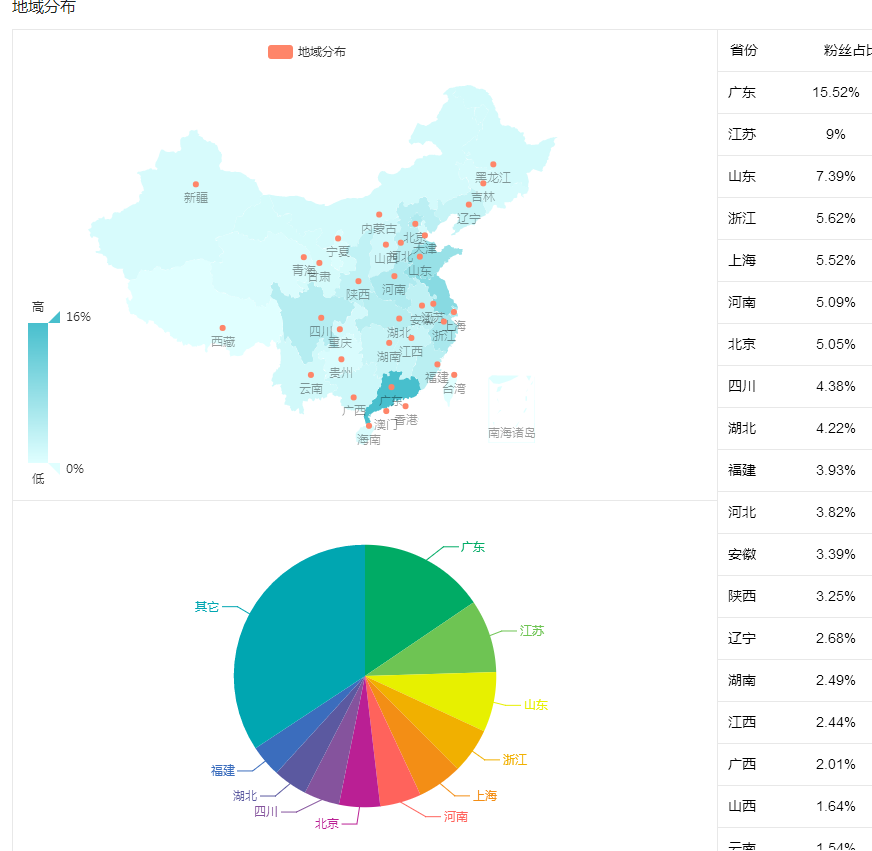 地域分布
地域分布
黑龙江
新疆
吉林
辽宁
内蒙古
北京
天津
宁夏
山西
河北
山东
青海
甘肃
陕西
河南
高
16%
安徽
江苏
上海
四川
湖北
浙江
西藏
重庆
湖南
江西
贵州
福建
云南
台湾
广东
广西
香港
澳门
南海诸岛
海南
0%
低
广东
其它
江苏
山东
浙江
福建
湖北
上海
四川
河南
北京
省份 粉丝占比
广东 15.52%
江苏 9%
山东 7.39%
浙江 5.62%
上海 5.52%
河南 5.09%
北京 5.05%
四川 4.38%
湖北 4.22%
福建 3.93%
河北 3.82%
安徽 3.39%
陕西 3.25%
辽宁 2.68%
湖南 2.49%
江西 2.44%
广西 2.01%
山西 1.64%
云南 1.54%